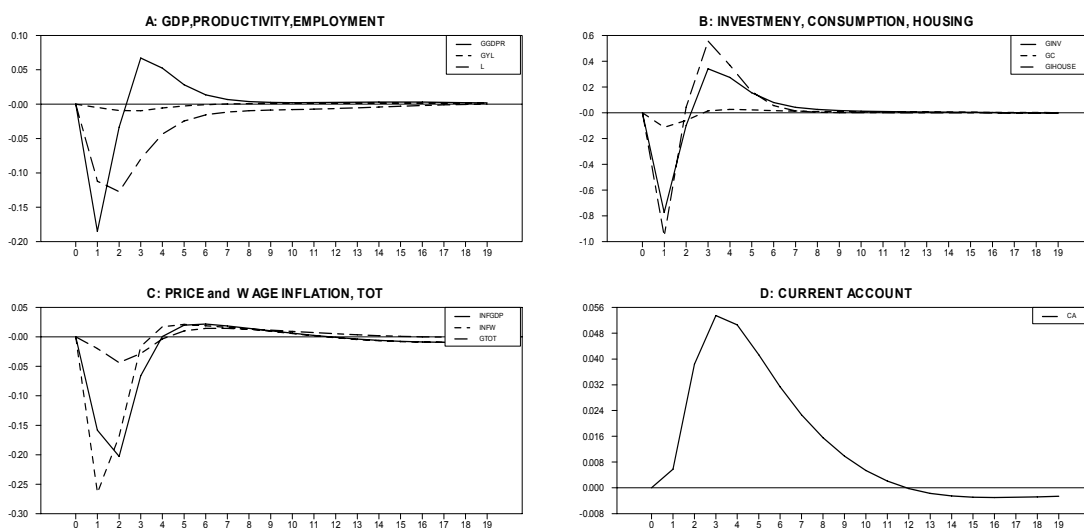 A: GDP,PRODUCTIVITY,EMPLOYMENT
0.10
0.05
-0.00
-0.05
-0.10
-0.15
-0.20
GGDPR
GYL
L
0 1 2 3 4 5 6 7 8 9 10 11 12 13 14 15 16 17 18 19
B: INVESTMENY, CONSUMPTION, HOUSING
0.6
0.4
0.2
0.0
-0.2
-0.4
-0.6
-0.8
-1.0
GINV
GC
GIHOUSE
0 1 2 3 4 5 6 7 8 9 10 11 12 13 14 15 16 17 18 19
C: PRICE and W AGE INFLATION, TOT
0.05
-0.00
-0.05
-0.10
-0.15
-0.20
-0.25
-0.30
INFGDP
INFW
GTOT
0 1 2 3 4 5 6 7 8 9 10 11 12 13 14 15 16 17 18 19
D: CURRENT ACCOUNT
0.056
0.048
0.040
0.032
0.024
0.016
0.008
0.000
-0.008
CA
0 1 2 3 4 5 6 7 8 9 10 11 12 13 14 15 16 17 18 19